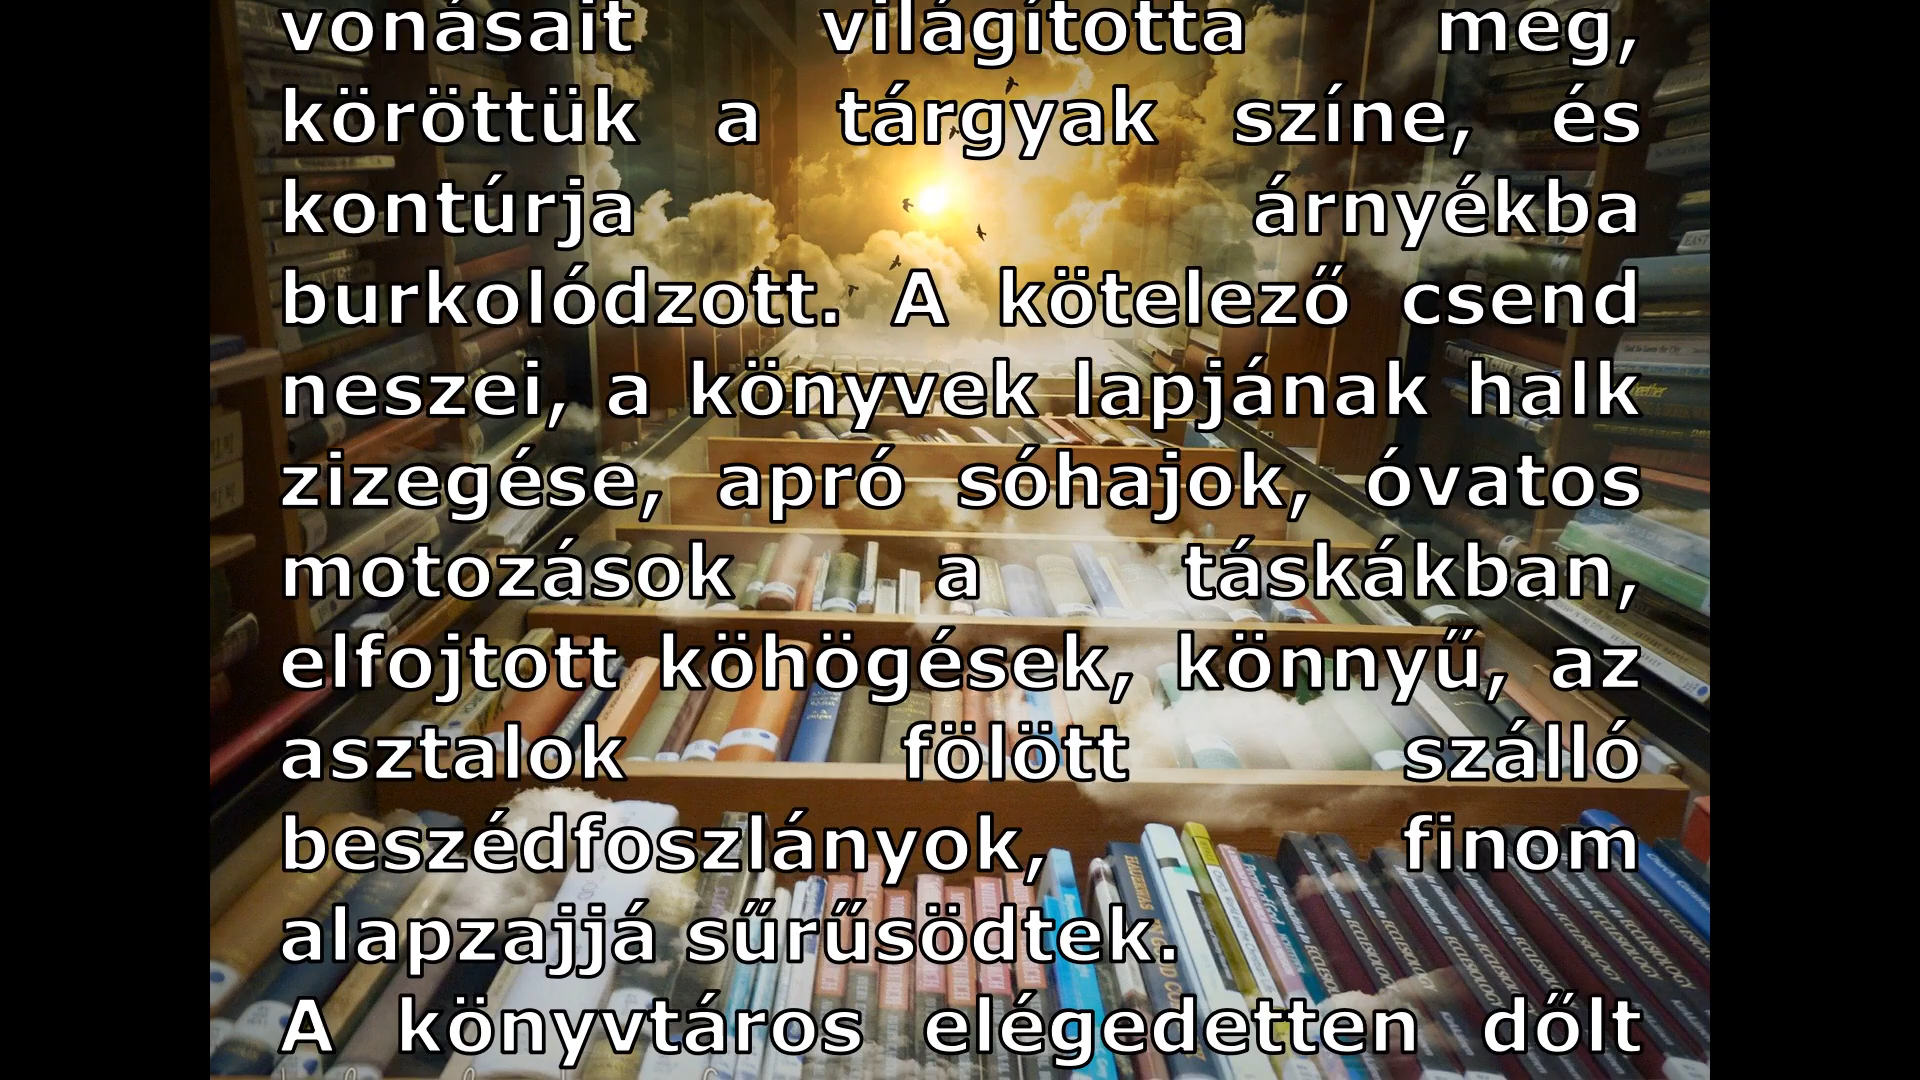 vonásait világította meg,
köröttük a tárgyak színe, és
kontúrja árnyékba
burkolódzott. A kötelező csend
neszei, a könyvek lapjának halk
zizegése, apró sóhajok, óvatos
motozások a táskákban,
elfojtott köhögések, könnyű, az
asztalok fölött szálló
beszédfoszlányok, finom
alapzajjá sűrűsödtek.
A könyvtáros elégedetten dőlt